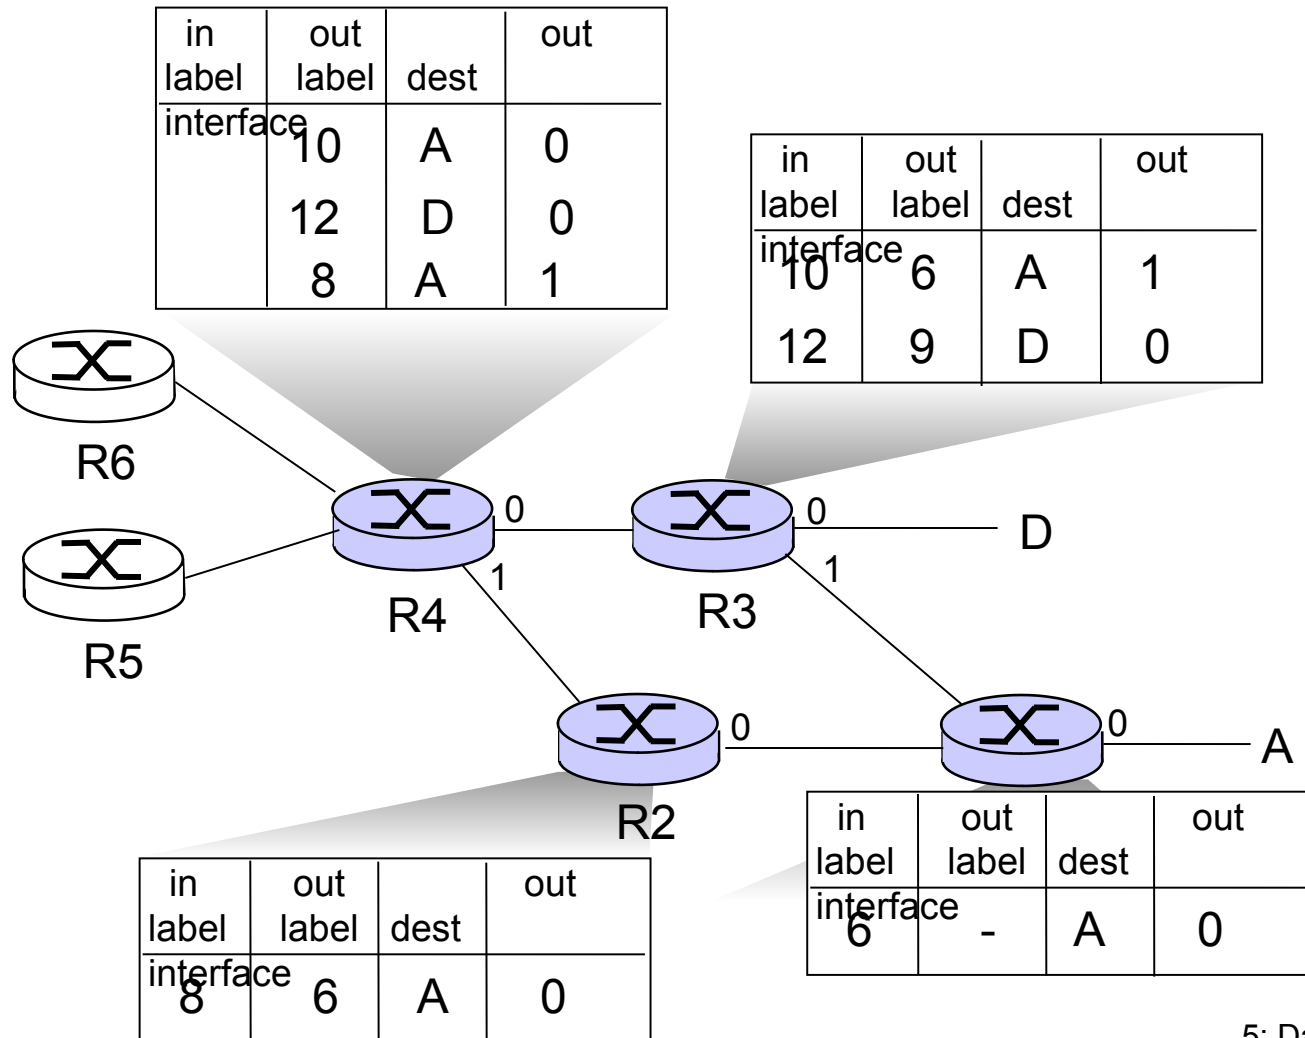 in out out
label label dest
interface
10 A 0
12 D 0
8 A 1
in out out
label label dest
interface
10 6 A 1
12 9 D 0
R6
0
0
D
1
1
R4
R3
R5
0
0
A
R2
in out out
label label dest
interface
6 - A 0
in out out
label label dest
interface
8 6 A 0
5: Da